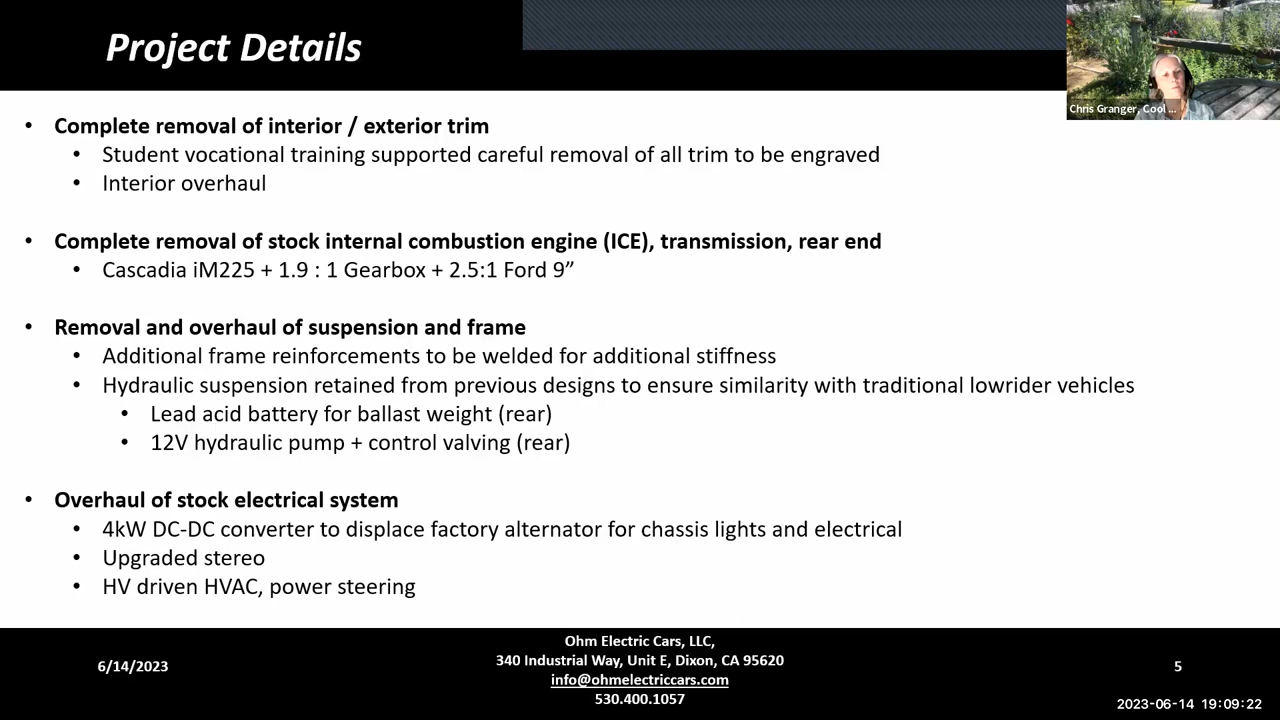 Project Details
Chris Granger, Cool ...
• Complete removal of interior / exterior trim
• Student vocational training supported careful removal of all trim to be engraved
• Interior overhaul
• Complete removal of stock internal combustion engine (ICE), transmission, rear end
• Cascadia iM225 + 1.9 : 1 Gearbox + 2.5:1 Ford 9”
• Removal and overhaul of suspension and frame
• Additional frame reinforcements to be welded for additional stiffness
• Hydraulic suspension retained from previous designs to ensure similarity with traditional lowrider vehicles
• Lead acid battery for ballast weight (rear)
• 12V hydraulic pump + control valving (rear)
• Overhaul of stock electrical system
• 4kW DC-DC converter to displace factory alternator for chassis lights and electrical
• Upgraded stereo
• HV driven HVAC, power steering
6/14/2023
Ohm Electric Cars, LLC,
340 Industrial Way, Unit E, Dixon, CA 95620
info@ohmelectriccars.com
530.400.1057
5
2023-06-14 19:09:22